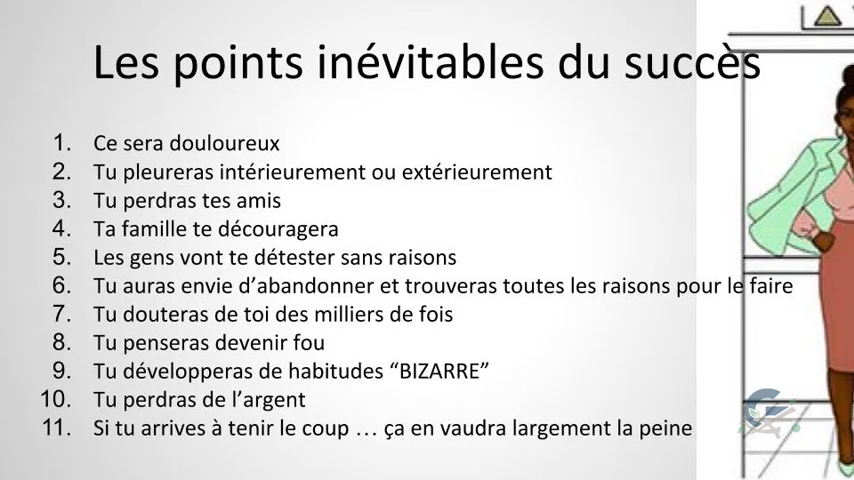 Les points inévitables du succès
1. Ce sera douloureux
2. Tu pleureras intérieurement ou extérieurement
3. Tu perdras tes amis
4. Ta famille te découragera
5. Les gens vont te détester sans raisons
6. Tu auras envie d’abandonner et trouveras toutes les raisons pour le faire
7. Tu douteras de toi des milliers de fois
8. Tu penseras devenir fou
9. Tu développeras de habitudes “BIZARRE”
10. Tu perdras de l’argent
11. Si tu arrives à tenir le coup … ça en vaudra largement la peine